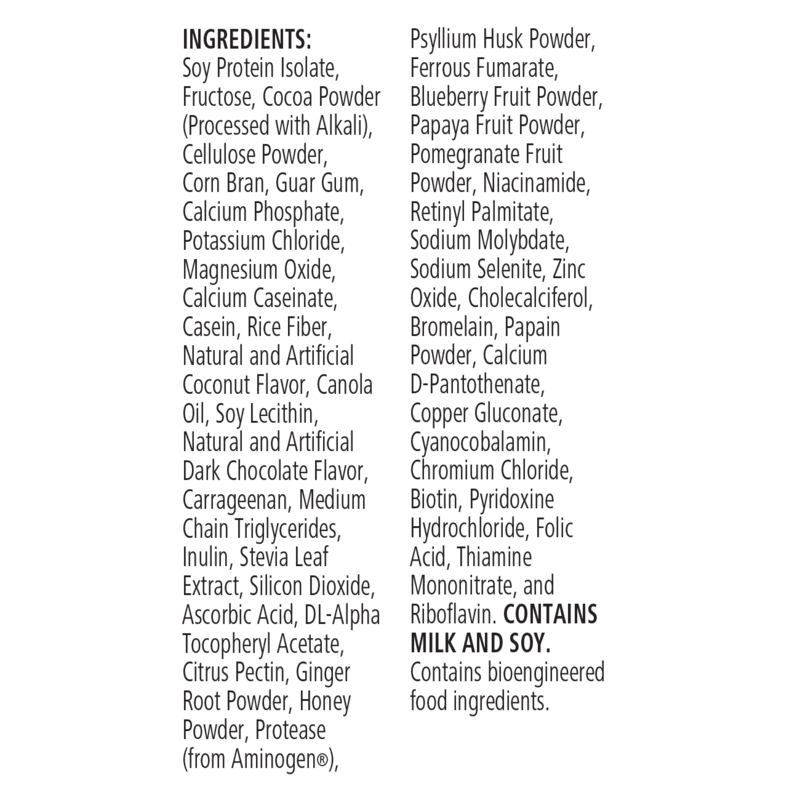 INGREDIENTS:
Soy Protein Isolate,
Fructose, Cocoa Powder
(Processed with Alkali),
Cellulose Powder,
Corn Bran, Guar Gum,
Calcium Phosphate,
Potassium Chloride,
Magnesium Oxide,
Calcium Caseinate,
Casein, Rice Fiber,
Natural and Artificial
Coconut Flavor, Canola
Oil, Soy Lecithin,
Natural and Artificial
Dark Chocolate Flavor,
Carrageenan, Medium
Chain Triglycerides,
Inulin, Stevia Leaf
Extract, Silicon Dioxide,
Ascorbic Acid, DL-Alpha
Tocopheryl Acetate,
Citrus Pectin, Ginger
Root Powder, Honey
Powder, Protease
(from Aminogen®),
Psyllium Husk Powder,
Ferrous Fumarate,
Blueberry Fruit Powder,
Papaya Fruit Powder,
Pomegranate Fruit
Powder, Niacinamide,
Retinyl Palmitate,
Sodium Molybdate,
Sodium Selenite, Zinc
Oxide, Cholecalciferol,
Bromelain, Papain
Powder, Calcium
D-Pantothenate,
Copper Gluconate,
Cyanocobalamin,
Chromium Chloride,
Biotin, Pyridoxine
Hydrochloride, Folic
Acid, Thiamine
Mononitrate, and
Riboflavin. CONTAINS
MILK AND SOY.
Contains bioengineered
food ingredients.